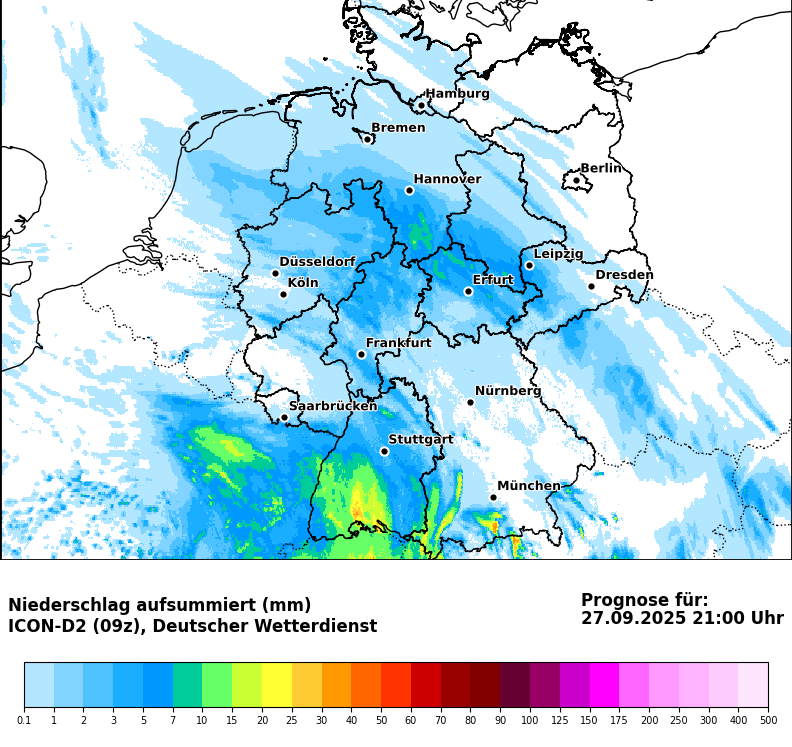 Hamburg
Bremen
Berlin
Hannover
Leipzig
Düsseldorf
Dresden
Köln
Erfurt
Frankfurt
Nürnberg
Saarbrücken
Stuttgart
München
Niederschlag aufsummiert (mm)
ICON-D2 (09z), Deutscher Wetterdienst
Prognose für:
27.09.2025 21:00 Uhr
0.1 1 2 3 5 7 10 15 20 25 30 40 50 60 70 80 90 100 125 150 175 200 250 300 400 500